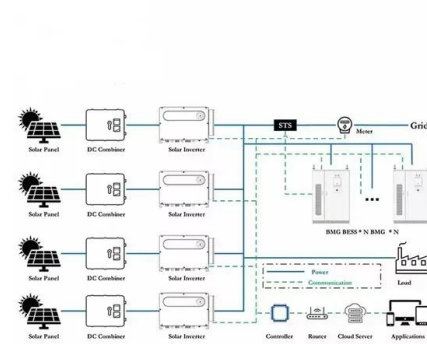 STS
Meter
Grid
Solar Panel DC Combiner Solar Inverter
Solar Panel DC Combiner Solar Inverter
BMG BESS * N BMG * N
Solar Panel DC Combiner Solar Inverter
Power
Communication
Load
Solar Panel DC Combiner Solar Inverter
Controller Router Cloud Server Applications